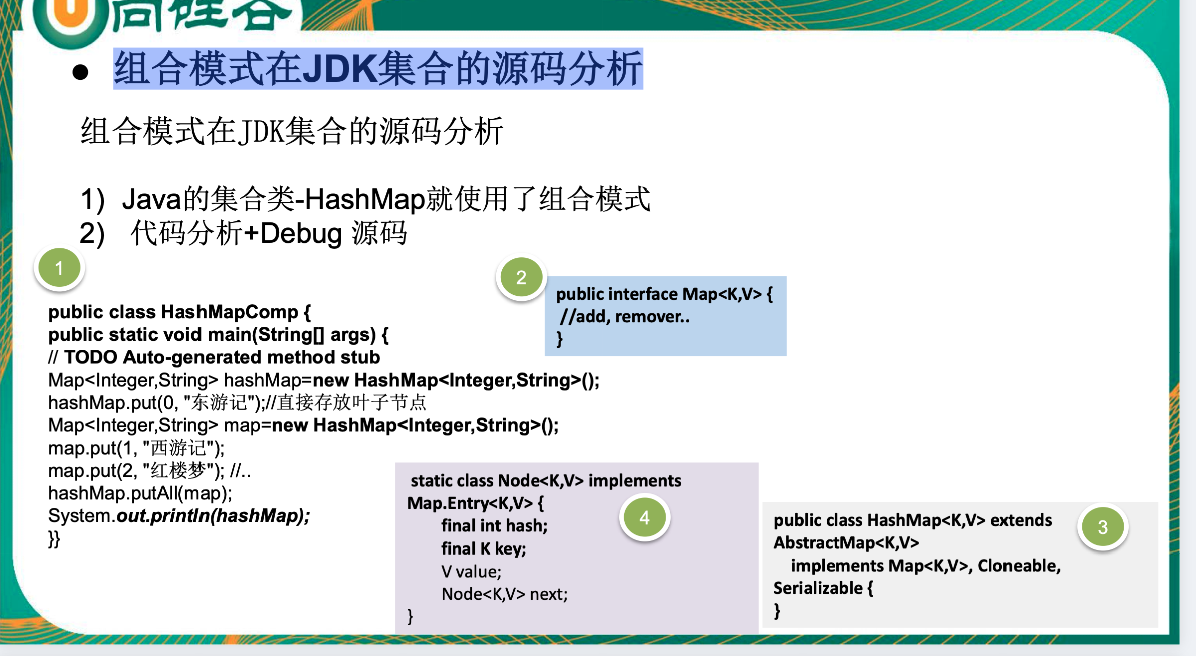 尚硅谷
● 组合模式在JDK集合的源码分析
组合模式在JDK集合的源码分析
1) Java的集合类-HashMap就使用了组合模式
2) 代码分析+Debug 源码
1
public class HashMapComp {
public static void main(String[] args) {
// TODO Auto-generated method stub
Map<Integer,String> hashMap=new HashMap<Integer,String>();
hashMap.put(0, "东游记");//直接存放叶子节点
Map<Integer,String> map=new HashMap<Integer,String>();
map.put(1, "西游记");
map.put(2, "红楼梦"); //..
hashMap.putAll(map);
System.out.println(hashMap);
}}
2
public interface Map<K,V> {
//add, remover..
}
4
static class Node<K,V> implements
Map.Entry<K,V> {
final int hash;
final K key;
V value;
Node<K,V> next;
}
3
public class HashMap<K,V> extends
AbstractMap<K,V>
implements Map<K,V>, Cloneable,
Serializable {
}